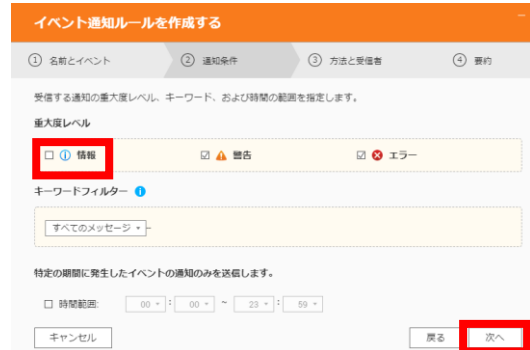 イベント通知ルールを作成する
① 名前とイベント ② 通知条件 ③ 方法と受信者 ④ 要約
受信する通知の重大度レベル、キーワード、および時間の範囲を指定します。
重大度レベル
情報 警告 エラー
キーワードフィルター
すべてのメッセージ
特定の期間に発生したイベントの通知のみを送信します。
時間範囲: 00 : 00 ~ 23 : 59
キャンセル 戻る 次へ